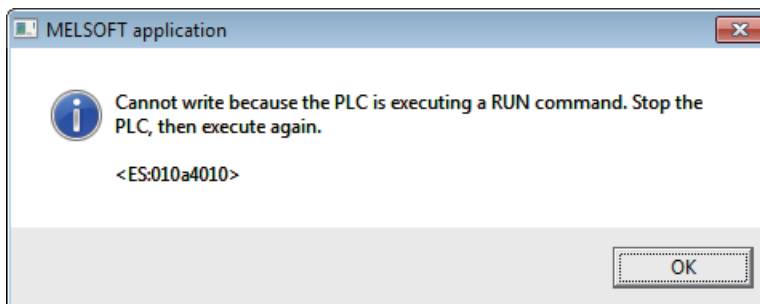 MELSOFT application
Cannot write because the PLC is executing a RUN command. Stop the
PLC, then execute again.
<ES:010a4010>
OK